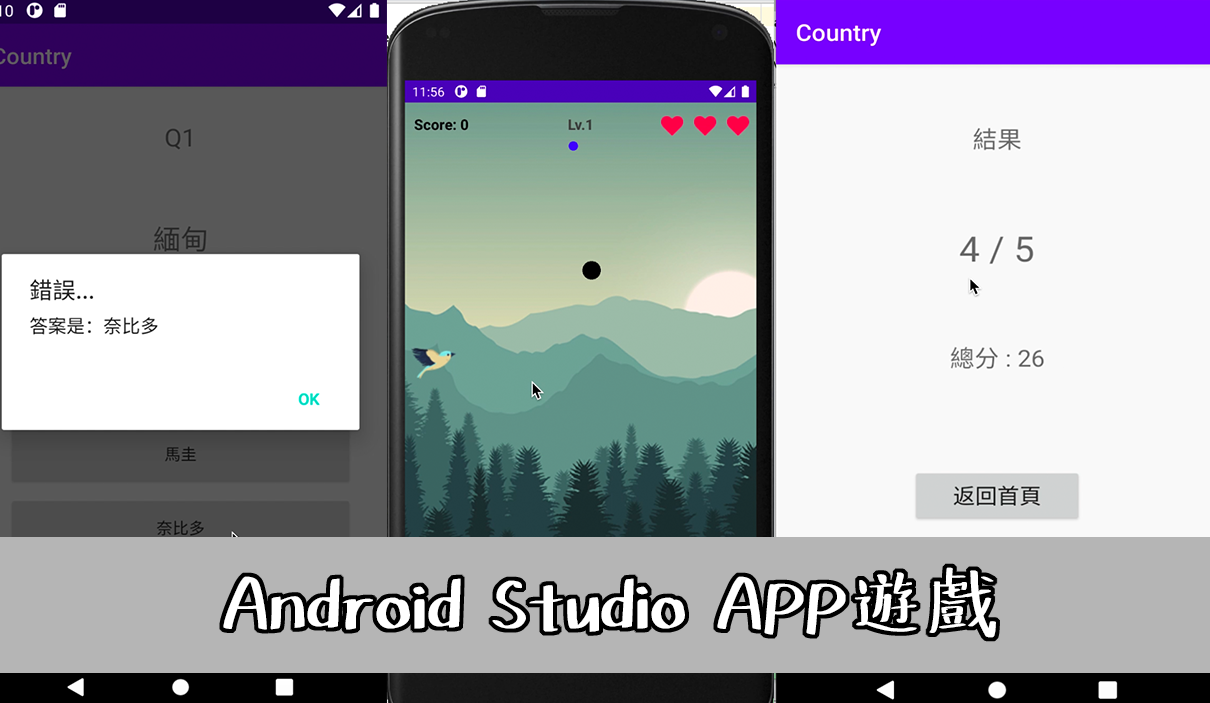 10
Country
Q1
緬甸
錯誤...
答案是：奈比多
OK
馬圭
奈比多
11:56
Score: 0
Lv.1
Country
結果
4 / 5
總分 : 26
返回首頁
Android Studio APP遊戲